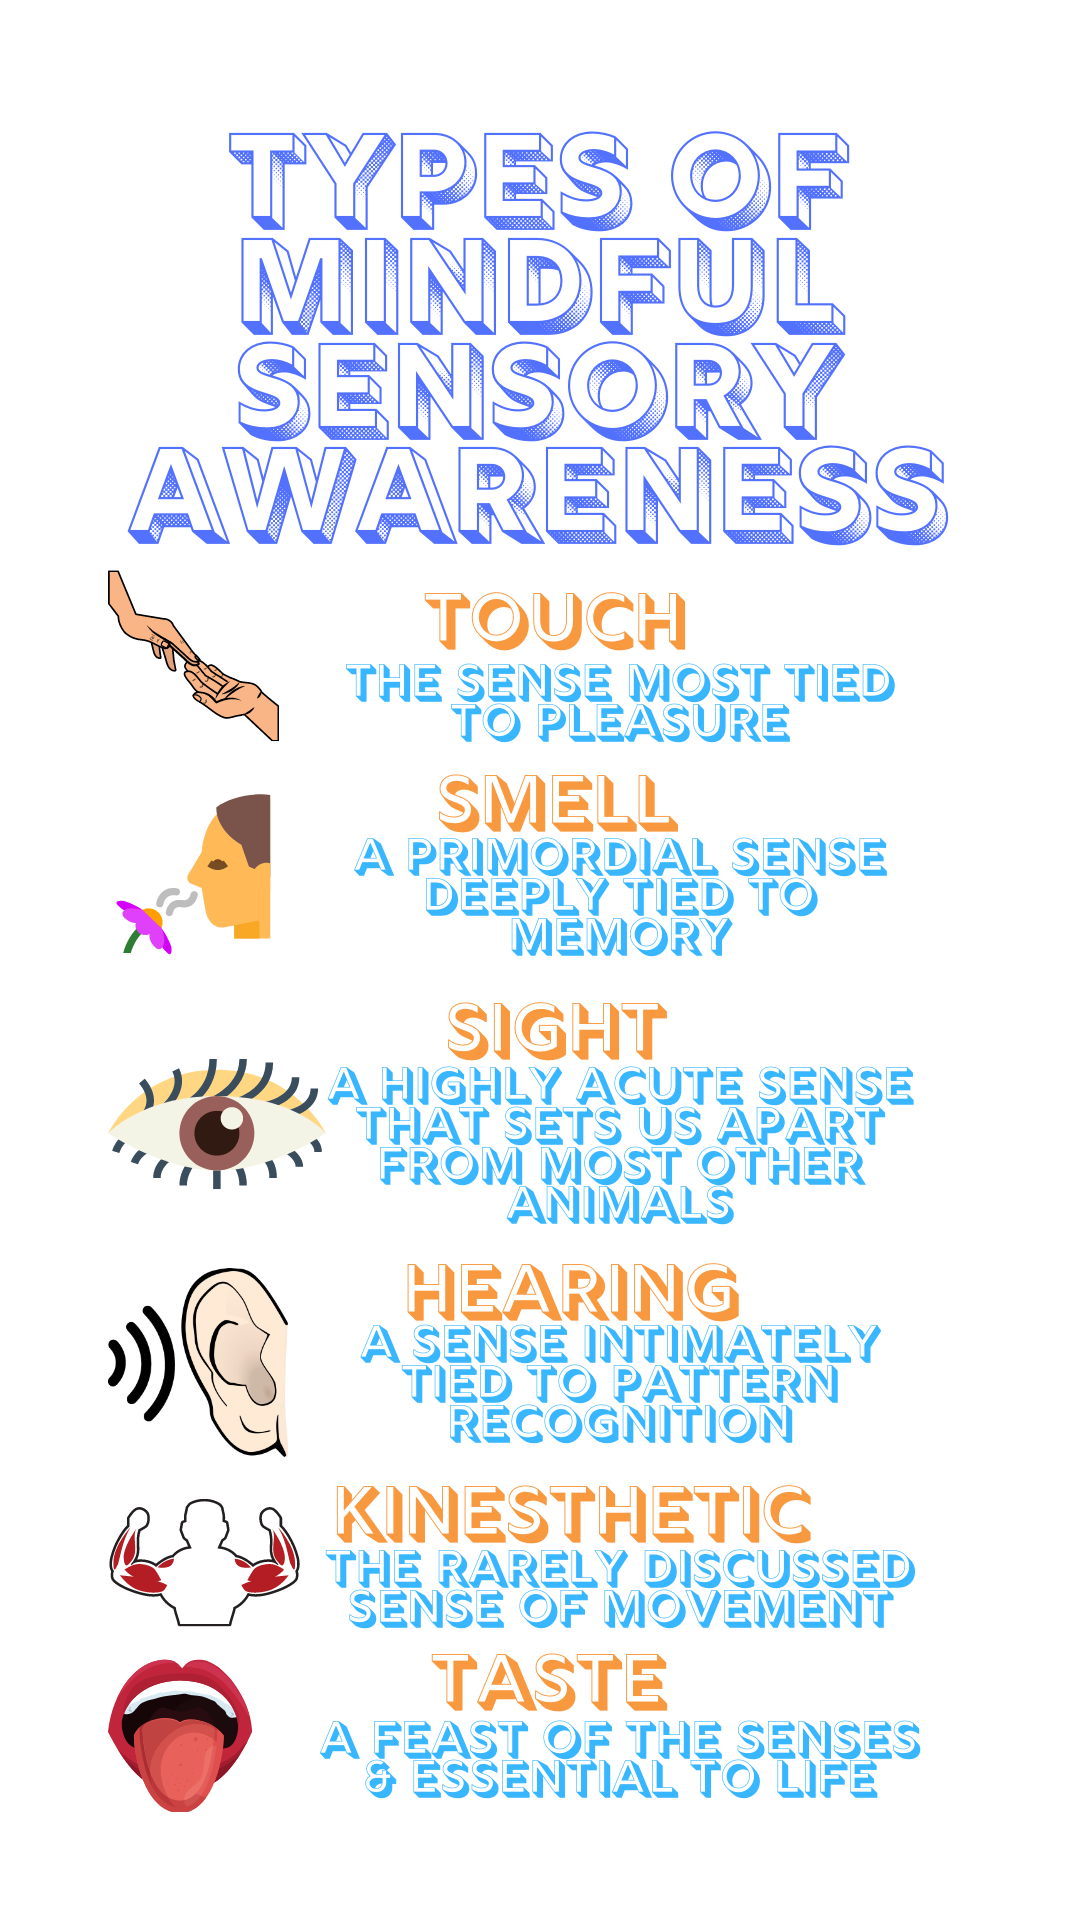 TYPES OF
MINDFUL
SENSORY
AWARENESS
TOUCH
THE SENSE MOST TIED
TO PLEASURE
SMELL
A PRIMORDIAL SENSE
DEEPLY TIED TO
MEMORY
SIGHT
A HIGHLY ACUTE SENSE
THAT SETS US APART
FROM MOST OTHER
ANIMALS
HEARING
A SENSE INTIMATELY
TIED TO PATTERN
RECOGNITION
KINESTHETIC
THE RARELY DISCUSSED
SENSE OF MOVEMENT
TASTE
A FEAST OF THE SENSES
& ESSENTIAL TO LIFE